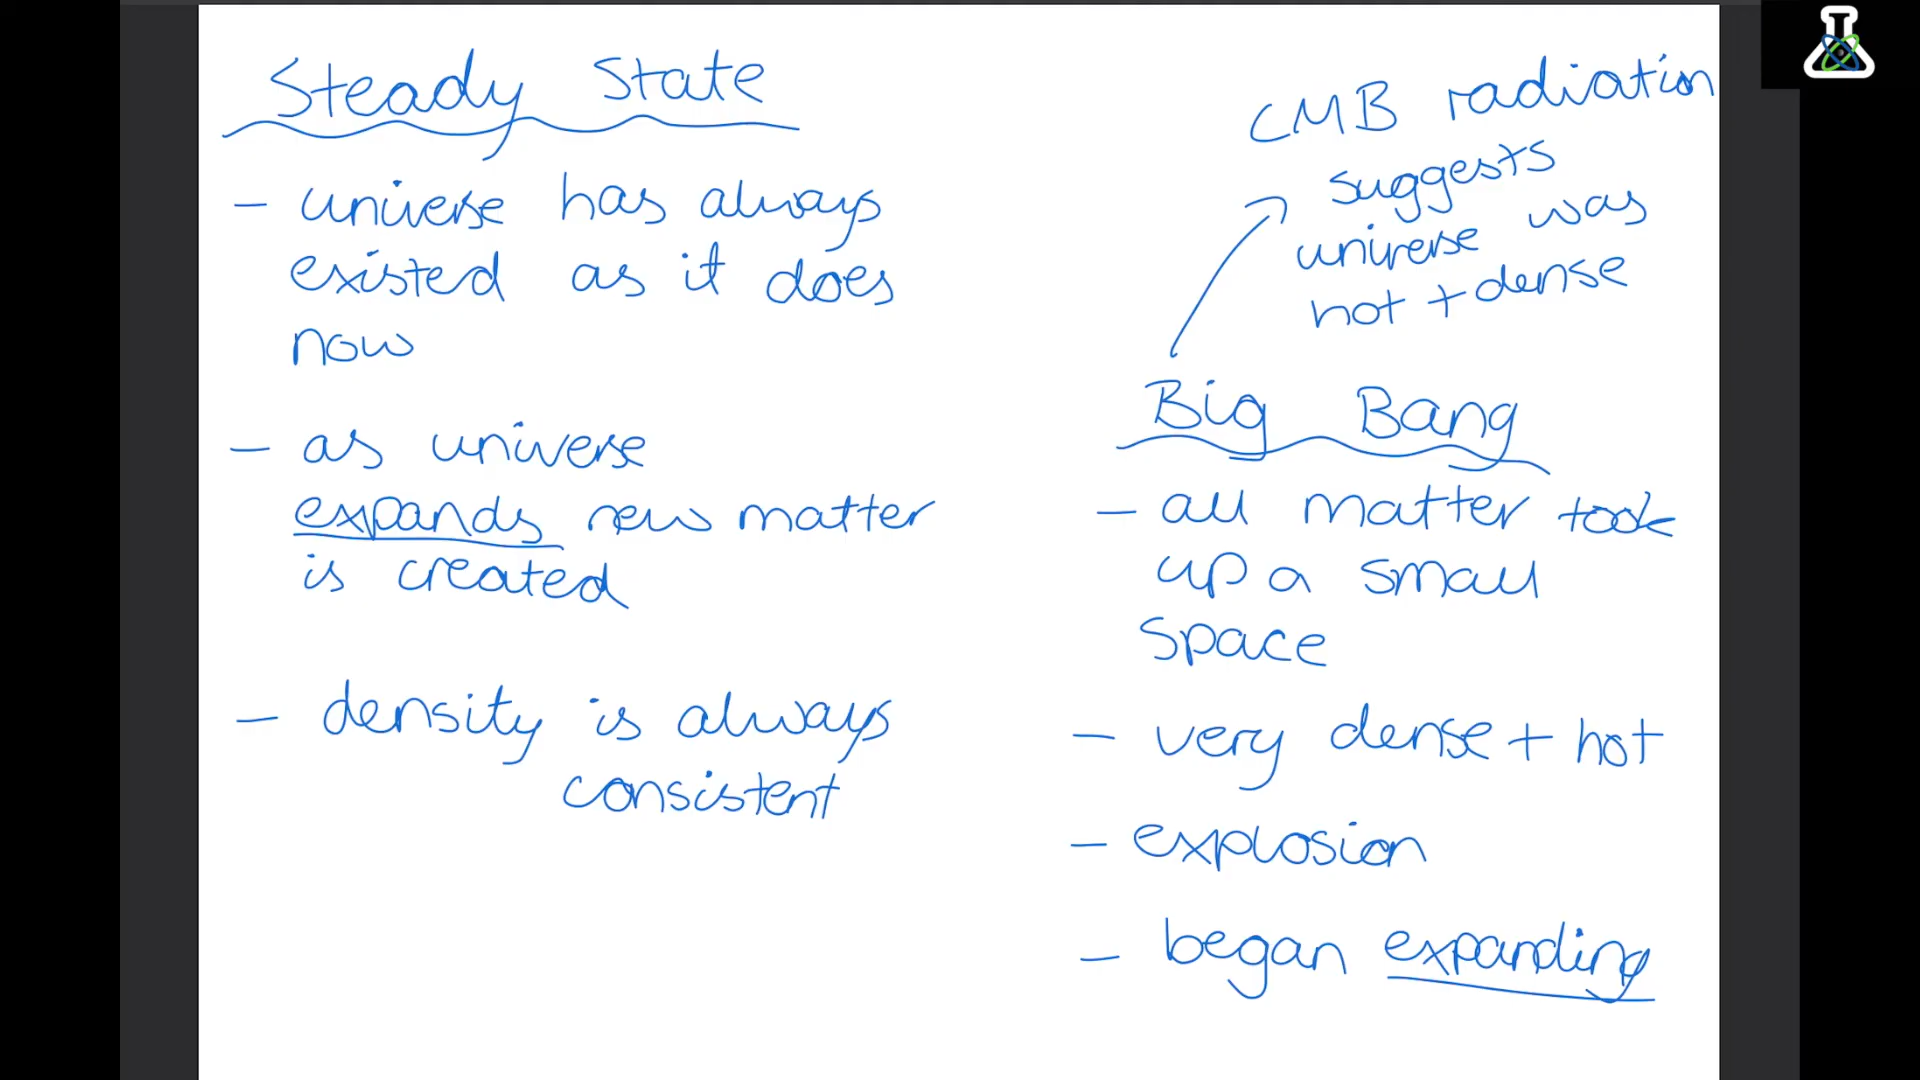 Steady State
- universe has always
existed as it does
now
- as universe
expands new matter
is created
- density is always
consistent
CMB radiation
suggests
universe was
hot + dense
Big Bang
- all matter took
up a small
space
- very dense + hot
- explosion
- began expanding